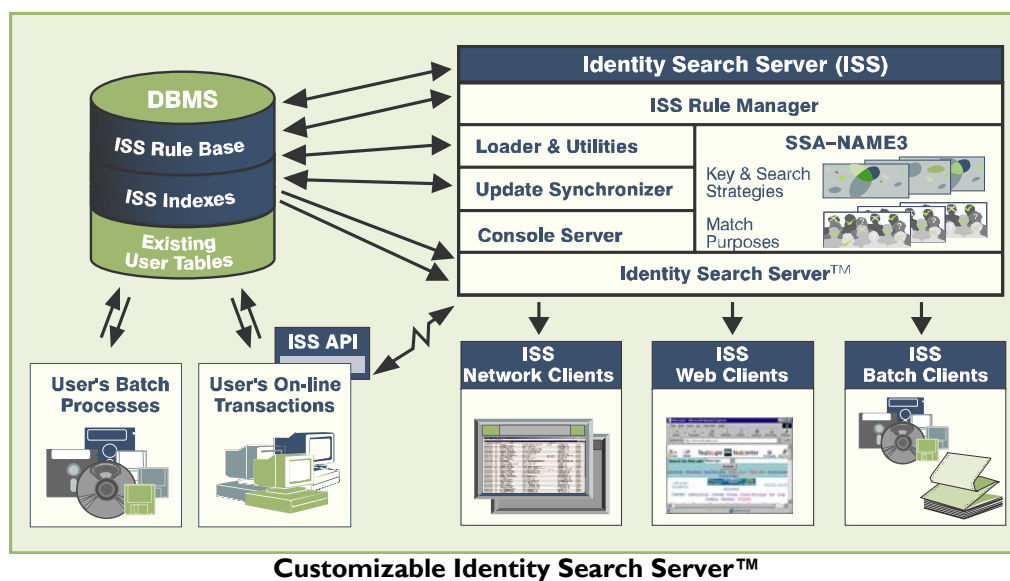 DBMS
ISS Rule Base
ISS Indexes
Existing
User Tables
Identity Search Server (ISS)
ISS Rule Manager
Loader & Utilities
Update Synchronizer
Console Server
SSA–NAME3
Key & Search
Strategies
Match
Purposes
Identity Search Server™
ISS API
User's Batch
Processes
User's On-line
Transactions
ISS
Network Clients
ISS
Web Clients
Netscape Netcenter
ISS
Batch Clients
Customizable Identity Search Server™